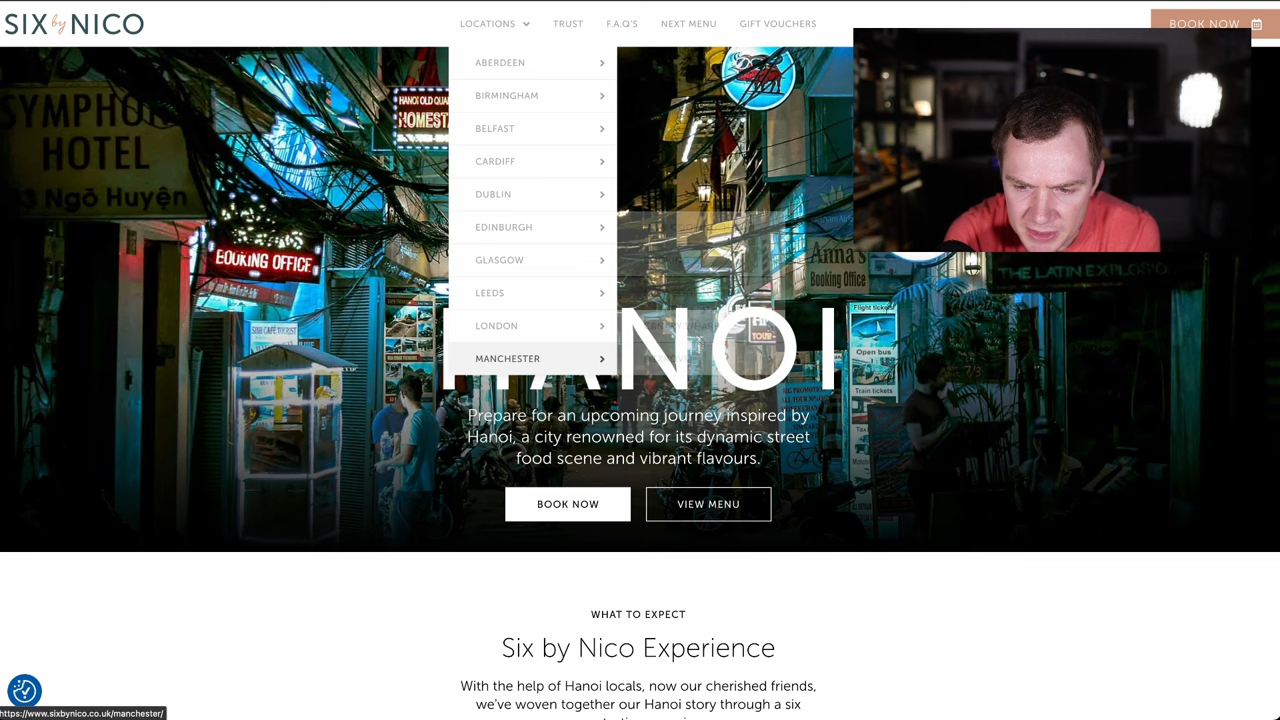 SIX by NICO
LOCATIONS
TRUST
F.A.Q'S
NEXT MENU
GIFT VOUCHERS
BOOK NOW
ABERDEEN
BIRMINGHAM
BELFAST
CARDIFF
DUBLIN
EDINBURGH
GLASGOW
LEEDS
LONDON
MANCHESTER
HOTEL
3 Ngõ Huyện
HANOI OLD
HOMEST
BOOKING OFFICE
Anna's
Booking Office
THE LATIN
Flight tickets
Open bus
Train tickets
TOUR
HANOI
Prepare for an upcoming journey inspired by
Hanoi, a city renowned for its dynamic street
food scene and vibrant flavours.
BOOK NOW
VIEW MENU
WHAT TO EXPECT
Six by Nico Experience
With the help of Hanoi locals, now our cherished friends,
we've woven together our Hanoi story through a six
https://www.sixbynico.co.uk/manchester/